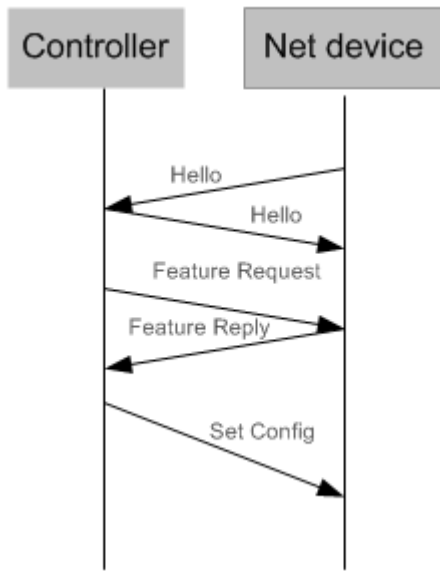 Controller
Net device
Hello
Hello
Feature Request
Feature Reply
Set Config